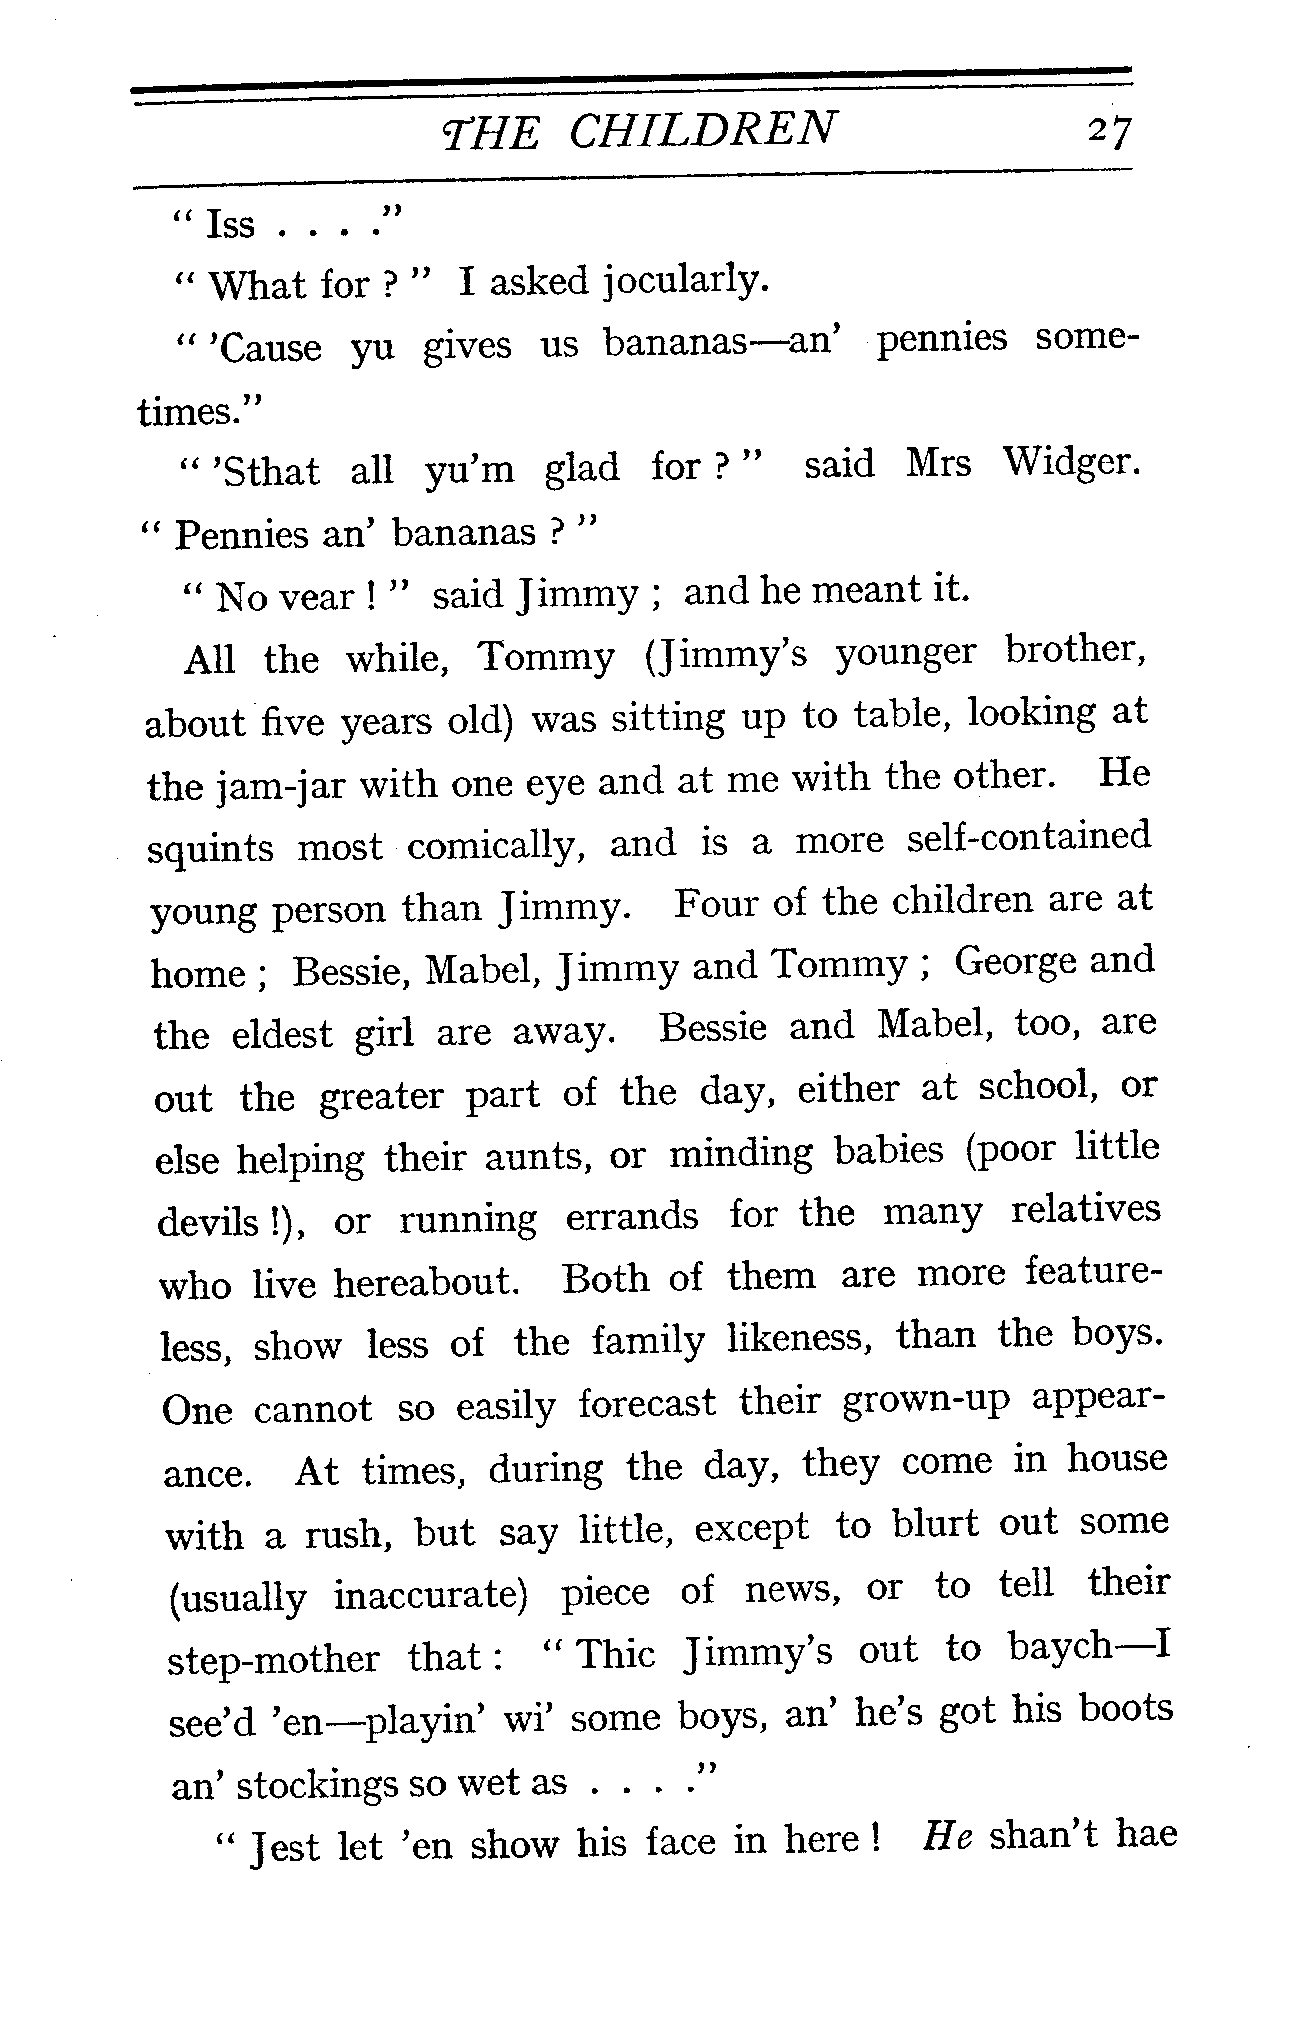 THE CHILDREN 27
“ Iss . . . .”
“ What for ? ” I asked jocularly.
“ ’Cause yu gives us bananas—an’ pennies some-
times.”
“ ’Sthat all yu’m glad for ? ” said Mrs Widger.
“ Pennies an’ bananas ? ”
“ No vear ! ” said Jimmy ; and he meant it.
All the while, Tommy (Jimmy’s younger brother,
about five years old) was sitting up to table, looking at
the jam-jar with one eye and at me with the other. He
squints most comically, and is a more self-contained
young person than Jimmy. Four of the children are at
home ; Bessie, Mabel, Jimmy and Tommy ; George and
the eldest girl are away. Bessie and Mabel, too, are
out the greater part of the day, either at school, or
else helping their aunts, or minding babies (poor little
devils !), or running errands for the many relatives
who live hereabout. Both of them are more feature-
less, show less of the family likeness, than the boys.
One cannot so easily forecast their grown-up appear-
ance. At times, during the day, they come in house
with a rush, but say little, except to blurt out some
(usually inaccurate) piece of news, or to tell their
step-mother that : “ Thic Jimmy’s out to baych—I
see’d ’en—playin’ wi’ some boys, an’ he’s got his boots
an’ stockings so wet as . . . .”
“ Jest let ’en show his face in here ! He shan’t hae